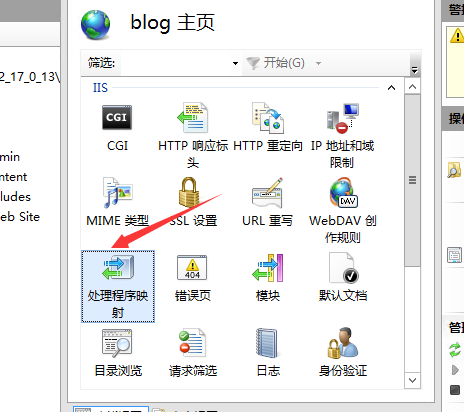 blog 主页
警报
筛选:
开始(G)
2_17_0_13\
IIS
操作
CGI
HTTP 响应标头
HTTP 重定向
IP 地址和域限制
min
ntent
ludes
eb Site
MIME 类型
SSL 设置
URL 重写
DAV
WebDAV 创作规则
处理程序映射
404
错误页
模块
默认文档
管理
目录浏览
请求筛选
日志
身份验证